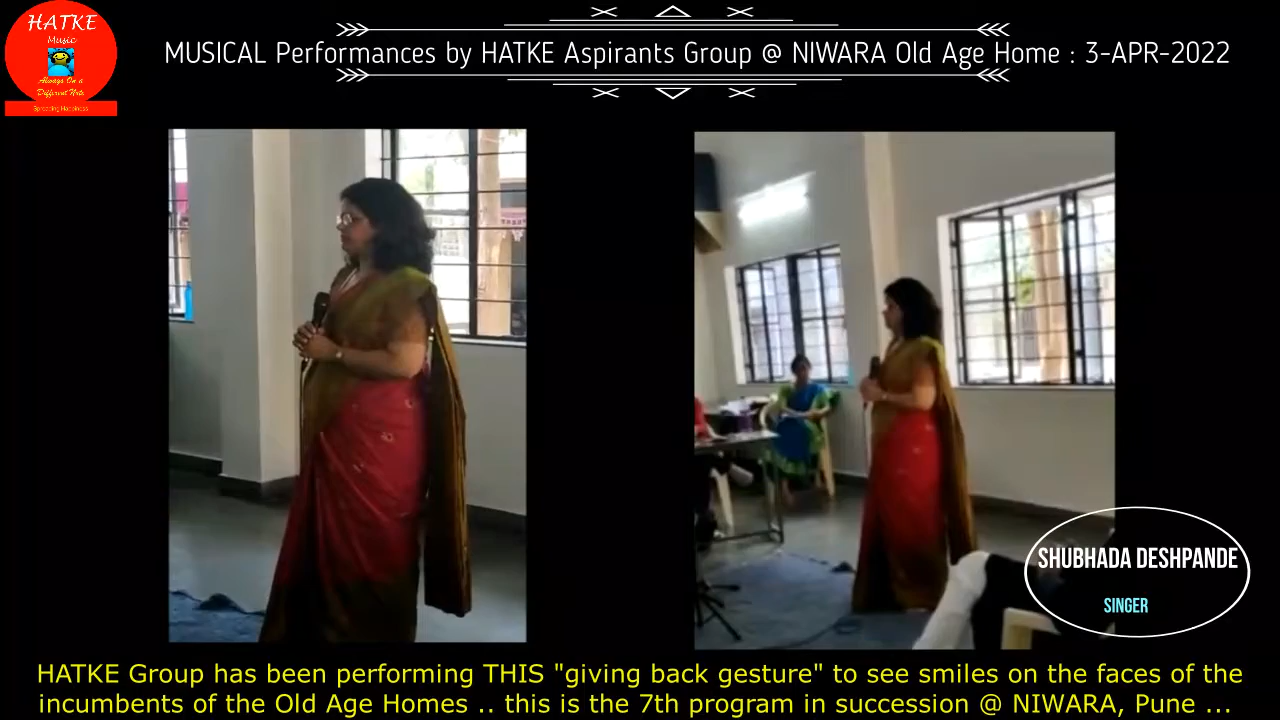 HATKE
Music
Always On a
Different Note
Spreading Happiness
MUSICAL Performances by HATKE Aspirants Group @ NIWARA Old Age Home : 3-APR-2022
SHUBHADA DESHPANDE
SINGER
HATKE Group has been performing THIS "giving back gesture" to see smiles on the faces of the
incumbents of the Old Age Homes .. this is the 7th program in succession @ NIWARA, Pune ...